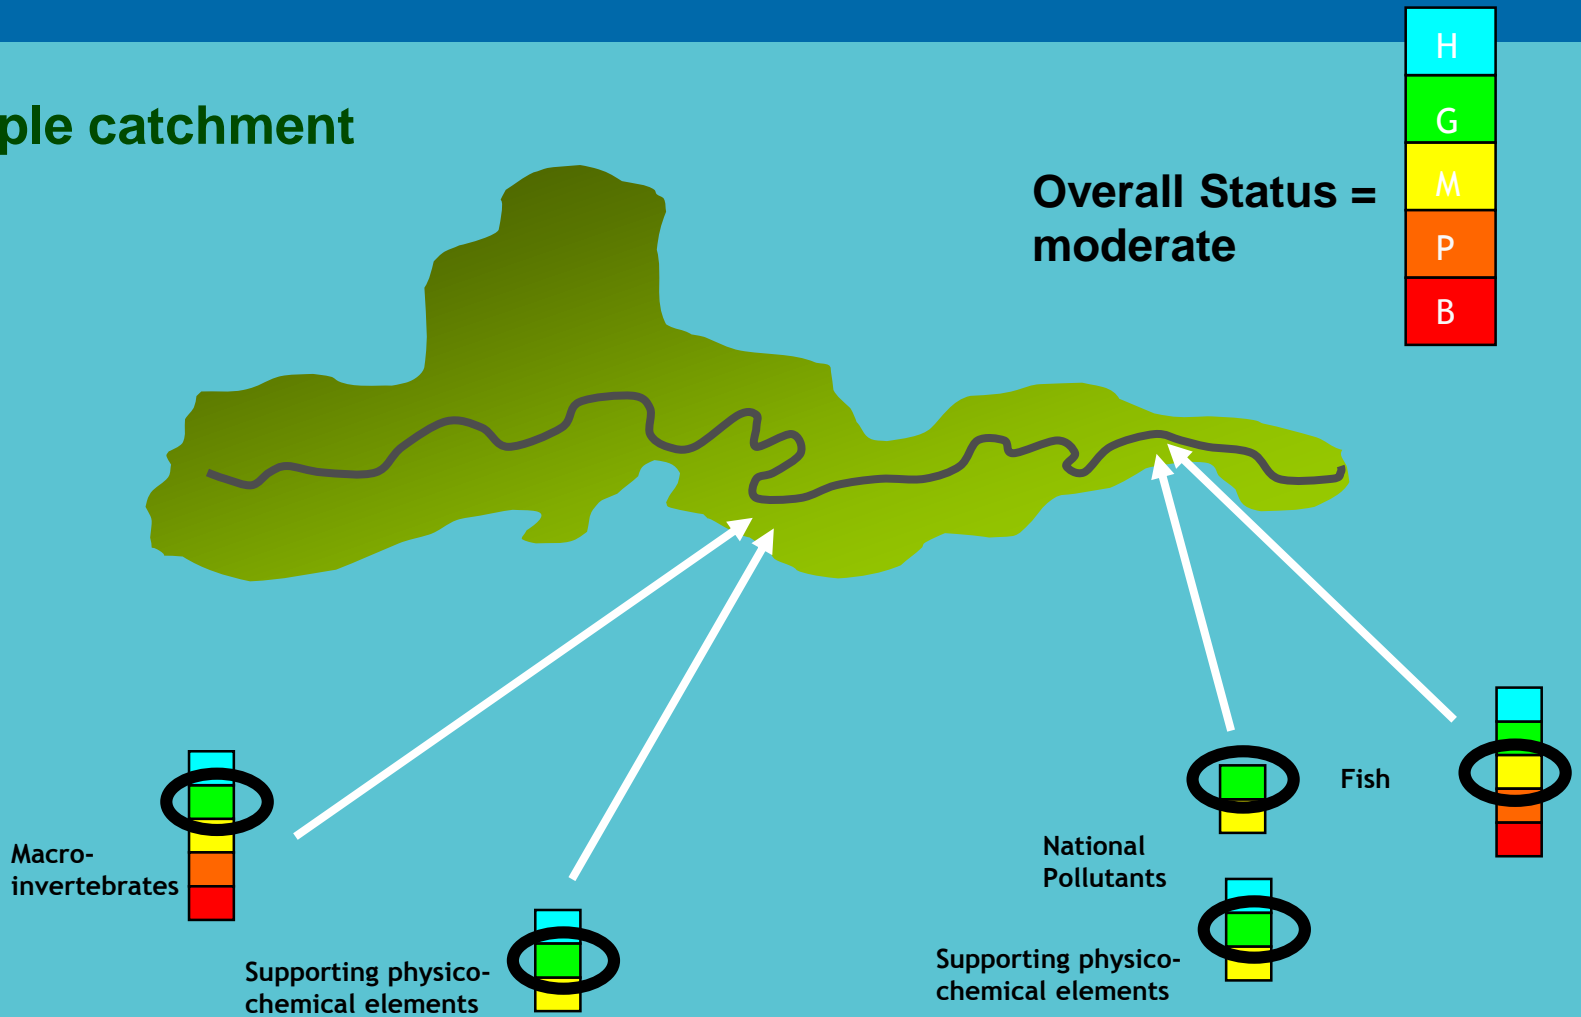 ple catchment
Overall Status =
moderate
H
G
M
P
B
Macro-
invertebrates
Supporting physico-
chemical elements
National
Pollutants
Fish
Supporting physico-
chemical elements